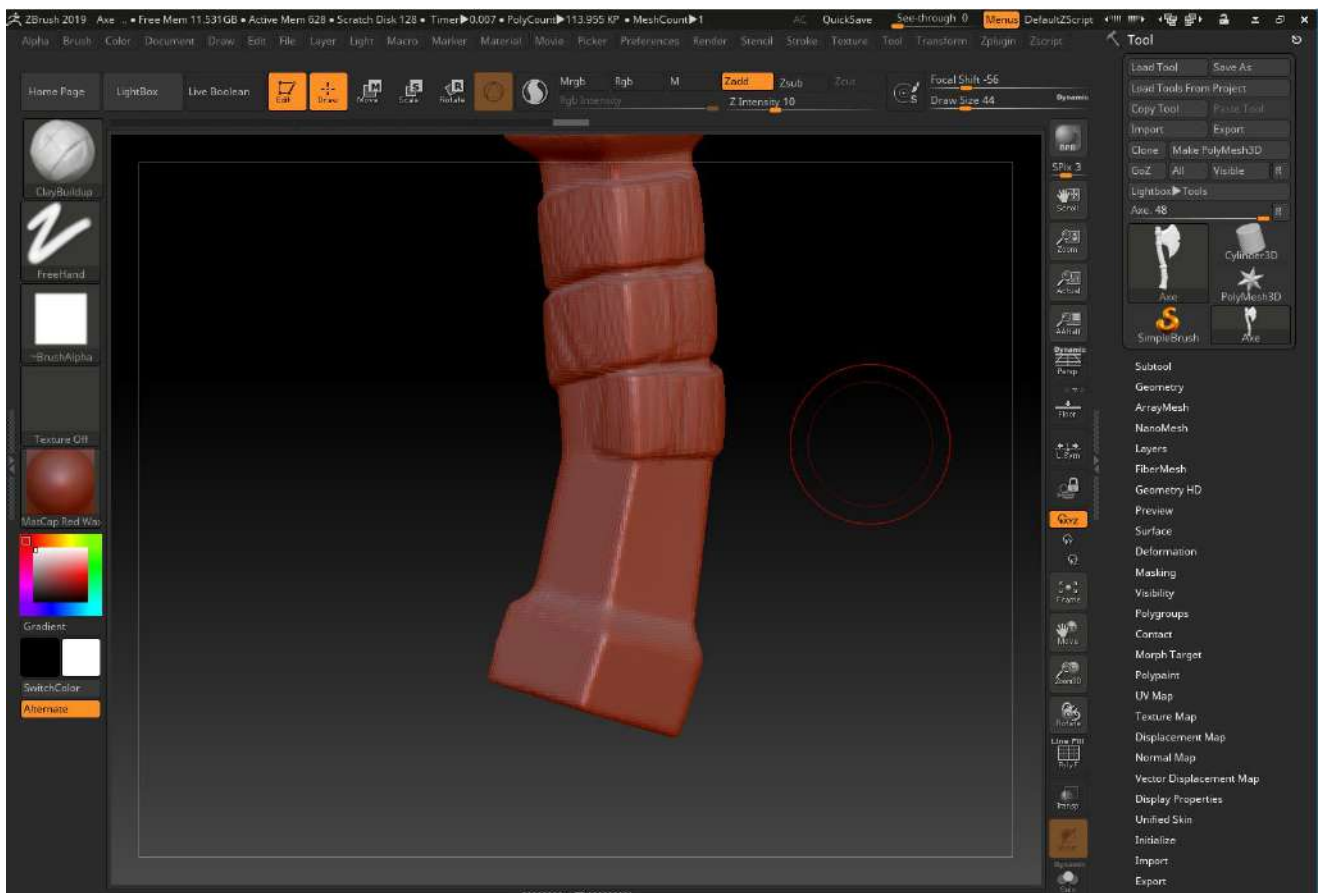 ZBrush 2019 Axe .. • Free Mem 11.531GB • Active Mem 628 • Scratch Disk 128 • Timer▶0.007 • PolyCount▶113.955 KP • MeshCount▶1 AC QuickSave See-through 0 Menus DefaultZScript
Alpha Brush Color Document Draw Edit File Layer Light Macro Marker Material Movie Picker Preferences Render Stencil Stroke Texture Tool Transform Zplugin Zscript
Tool
Load Tool Save As
Load Tools From Project
Copy Tool Paste Tool
Import Export
Clone Make PolyMesh3D
GoZ All Visible R
Lightbox▶Tools
Axe. 48 R
Axe
Cylinder3D
PolyMesh3D
SimpleBrush
Axe
Subtool
Geometry
ArrayMesh
NanoMesh
Layers
FiberMesh
Geometry HD
Preview
Surface
Deformation
Masking
Visibility
Polygroups
Contact
Morph Target
Polypaint
UV Map
Texture Map
Displacement Map
Normal Map
Vector Displacement Map
Display Properties
Unified Skin
Initialize
Import
Export
Home Page LightBox Live Boolean Edit Draw Move Scale Rotate
Mrgb Rgb M Zadd Zsub Zcut
Rgb Intensity Z Intensity 10
Focal Shift -56
Draw Size 44 Dynamic
ClayBuildup
FreeHand
~BrushAlpha
Texture Off
MatCap Red Wax
Gradient
SwitchColor
Alternate
BPR
SPix 3
Scroll
Zoom
Actual
AAHalf
Dynamic
Persp
Floor
L.Sym
Frame
Move
Zoom3D
Rotate
Line Fill
PolyF
Transp
Dynamic
Solo